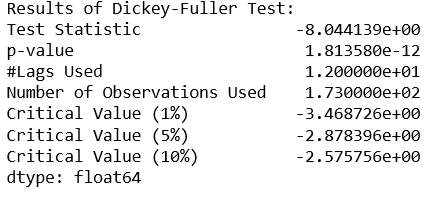 Results of Dickey-Fuller Test:
Test Statistic -8.044139e+00
p-value 1.813580e-12
#Lags Used 1.200000e+01
Number of Observations Used 1.730000e+02
Critical Value (1%) -3.468726e+00
Critical Value (5%) -2.878396e+00
Critical Value (10%) -2.575756e+00
dtype: float64